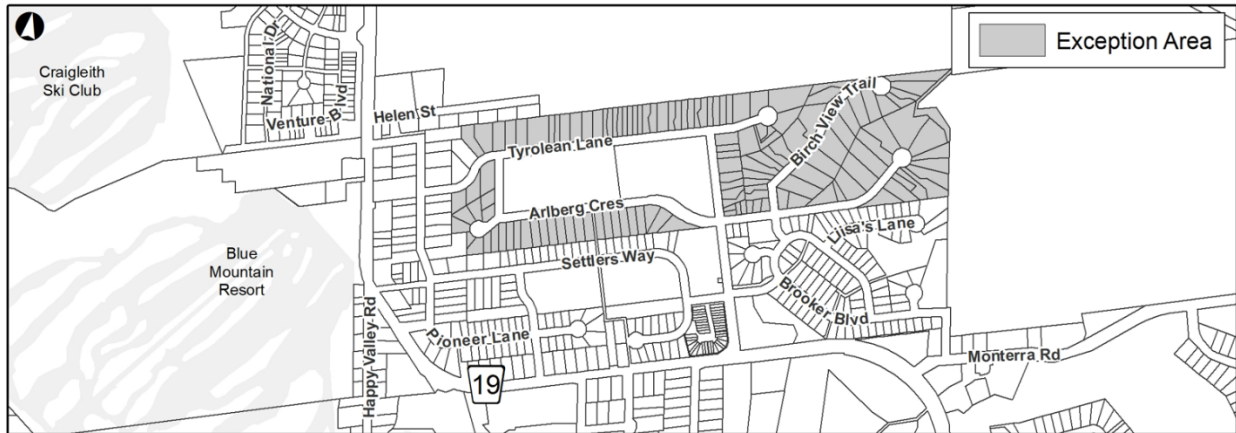 Exception Area
Craigleith
Ski Club
National Dr
Venture Blvd
Helen St
Tyrolean Lane
Birch View Trail
Arlberg Cres
Liisa's Lane
Settlers Way
Blue
Mountain
Resort
Brooker Blvd
Pioneer Lane
Happy Valley Rd
Monterra Rd
19